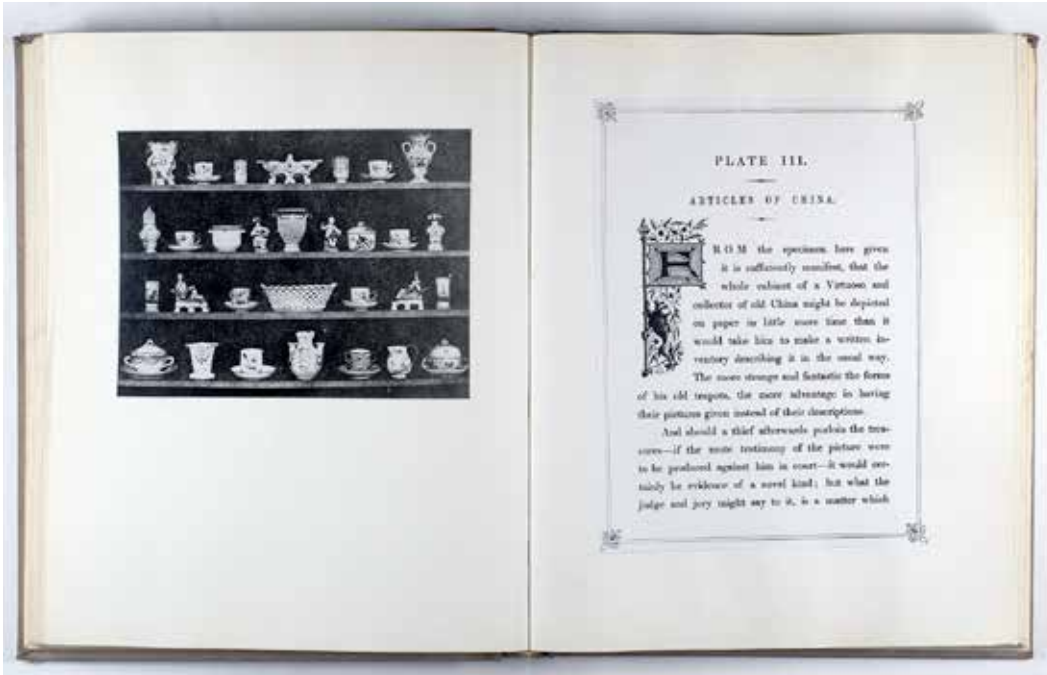 PLATE III.
ARTICLES OF CHINA.
FROM the specimen here given
it is sufficiently manifest, that the
whole cabinet of a Virtuoso and
collector of old China might be depicted
on paper in little more time than it
would take him to make a written in-
ventory describing it in the usual way.
The more strange and fantastic the forms
of his old teapots, the more advantage in having
their pictures given instead of their descriptions.
And should a thief afterwards purloin the trea-
sures—if the mute testimony of the picture were
to be produced against him in court—it would cer-
tainly be evidence of a novel kind; but what the
judge and jury might say to it, is a matter which